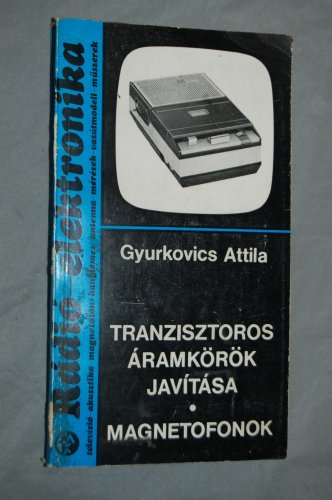 Rádió elektronika
televízió akusztika magnetofon hanglemez antenna mérések vasútmodell műszerek
Gyurkovics Attila
TRANZISZTOROS
ÁRAMKÖRÖK
JAVÍTÁSA
•
MAGNETOFONOK